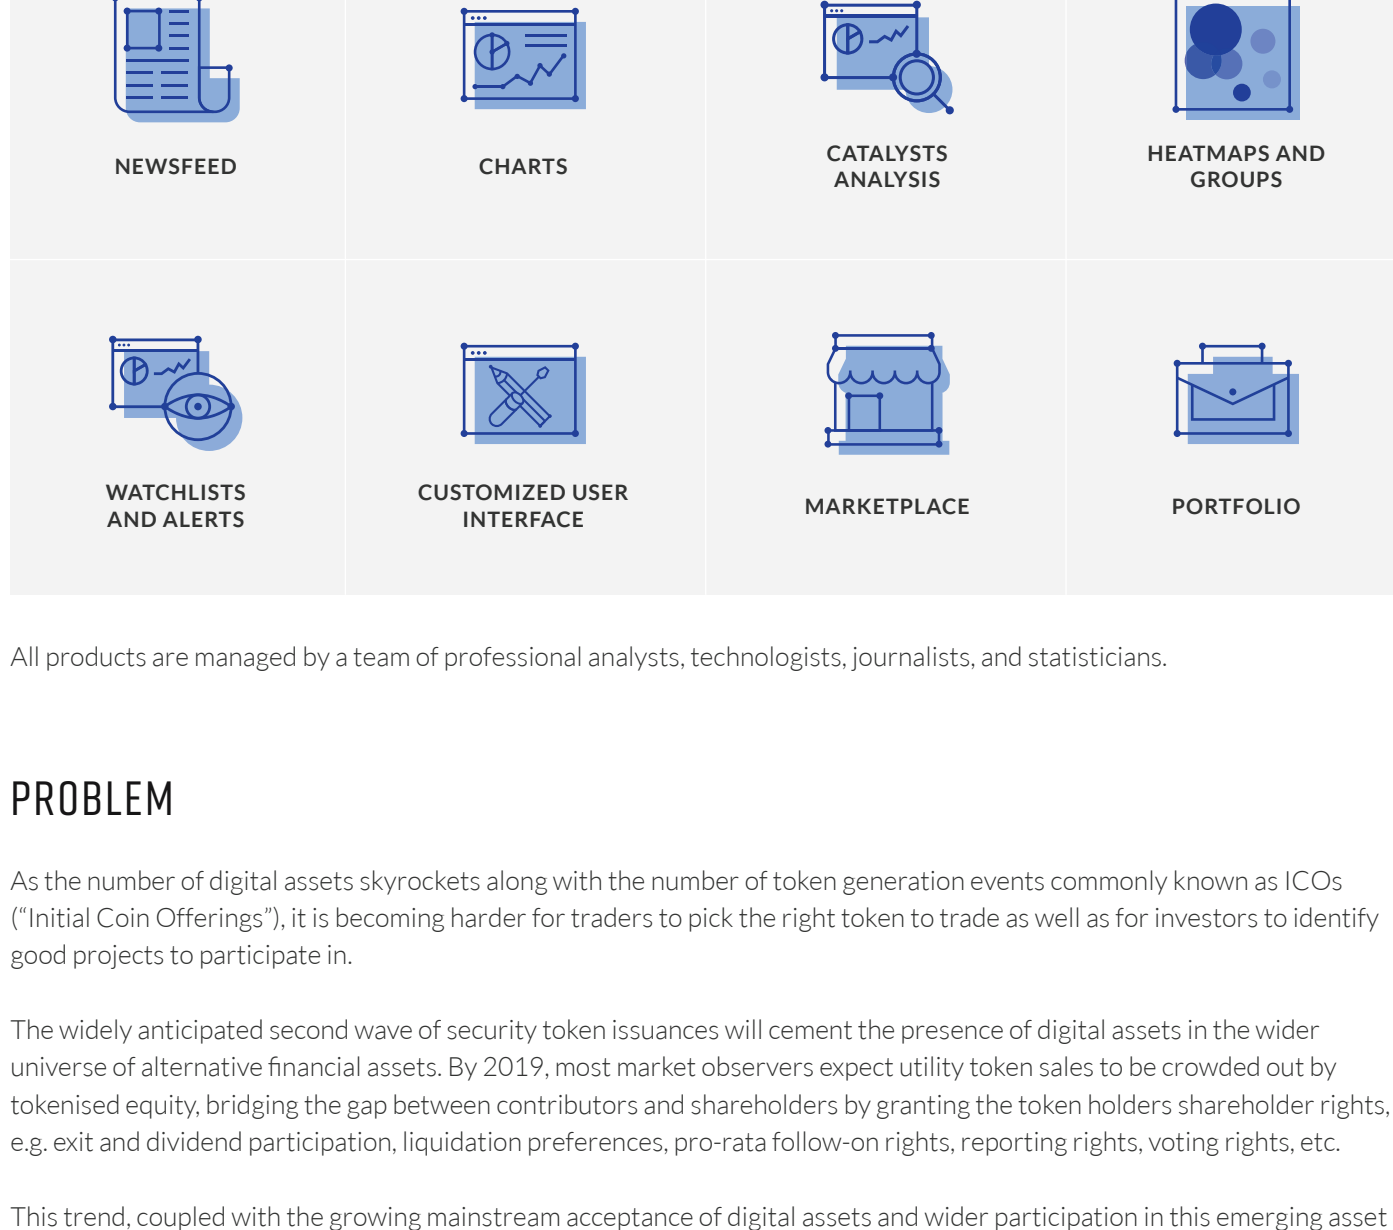 NEWSFEED
CHARTS
CATALYSTS
ANALYSIS
HEATMAPS AND
GROUPS
WATCHLISTS
AND ALERTS
CUSTOMIZED USER
INTERFACE
MARKETPLACE
PORTFOLIO
All products are managed by a team of professional analysts, technologists, journalists, and statisticians.
PROBLEM
As the number of digital assets skyrockets along with the number of token generation events commonly known as ICOs
(“Initial Coin Offerings”), it is becoming harder for traders to pick the right token to trade as well as for investors to identify
good projects to participate in.
The widely anticipated second wave of security token issuances will cement the presence of digital assets in the wider
universe of alternative financial assets. By 2019, most market observers expect utility token sales to be crowded out by
tokenised equity, bridging the gap between contributors and shareholders by granting the token holders shareholder rights,
e.g. exit and dividend participation, liquidation preferences, pro-rata follow-on rights, reporting rights, voting rights, etc.
This trend, coupled with the growing mainstream acceptance of digital assets and wider participation in this emerging asset